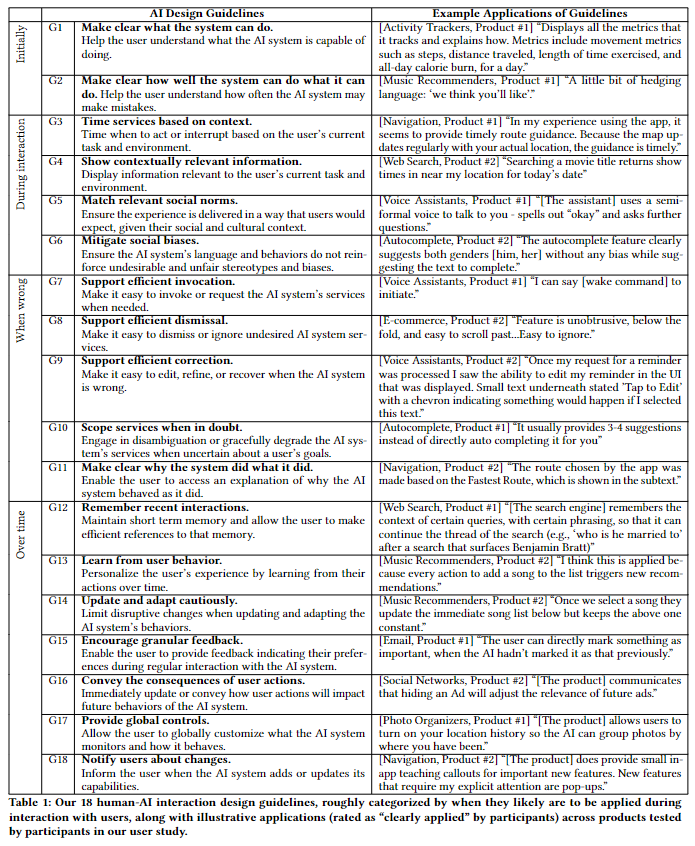 AI Design Guidelines
Example Applications of Guidelines
Initially
G1
Make clear what the system can do.
Help the user understand what the AI system is capable of
doing.
[Activity Trackers, Product #1] “Displays all the metrics that
it tracks and explains how. Metrics include movement metrics
such as steps, distance traveled, length of time exercised, and
all-day calorie burn, for a day.”
G2
Make clear how well the system can do what it can
do. Help the user understand how often the AI system may
make mistakes.
[Music Recommenders, Product #1] “A little bit of hedging
language: ‘we think you’ll like’.”
During interaction
G3
Time services based on context.
Time when to act or interrupt based on the user’s current
task and environment.
[Navigation, Product #1] “In my experience using the app, it
seems to provide timely route guidance. Because the map up-
dates regularly with your actual location, the guidance is timely.”
G4
Show contextually relevant information.
Display information relevant to the user’s current task and
environment.
[Web Search, Product #2] “Searching a movie title returns show
times in near my location for today’s date”
G5
Match relevant social norms.
Ensure the experience is delivered in a way that users would
expect, given their social and cultural context.
[Voice Assistants, Product #1] “[The assistant] uses a semi-
formal voice to talk to you - spells out “okay” and asks further
questions.”
G6
Mitigate social biases.
Ensure the AI system’s language and behaviors do not rein-
force undesirable and unfair stereotypes and biases.
[Autocomplete, Product #2] “The autocomplete feature clearly
suggests both genders [him, her] without any bias while sug-
gesting the text to complete.”
When wrong
G7
Support efficient invocation.
Make it easy to invoke or request the AI system’s services
when needed.
[Voice Assistants, Product #1] “I can say [wake command] to
initiate.”
G8
Support efficient dismissal.
Make it easy to dismiss or ignore undesired AI system ser-
vices.
[E-commerce, Product #2] “Feature is unobtrusive, below the
fold, and easy to scroll past...Easy to ignore.”
G9
Support efficient correction.
Make it easy to edit, refine, or recover when the AI system
is wrong.
[Voice Assistants, Product #2] “Once my request for a reminder
was processed I saw the ability to edit my reminder in the UI
that was displayed. Small text underneath stated ‘Tap to Edit’
with a chevron indicating something would happen if I selected
this text.”
G10
Scope services when in doubt.
Engage in disambiguation or gracefully degrade the AI sys-
tem’s services when uncertain about a user’s goals.
[Autocomplete, Product #1] “It usually provides 3-4 suggestions
instead of directly auto completing it for you”
G11
Make clear why the system did what it did.
Enable the user to access an explanation of why the AI
system behaved as it did.
[Navigation, Product #2] “The route chosen by the app was
made based on the Fastest Route, which is shown in the subtext.”
Over time
G12
Remember recent interactions.
Maintain short term memory and allow the user to make
efficient references to that memory.
[Web Search, Product #1] “[The search engine] remembers the
context of certain queries, with certain phrasing, so that it can
continue the thread of the search (e.g., ‘who is he married to’
after a search that surfaces Benjamin Bratt)”
G13
Learn from user behavior.
Personalize the user’s experience by learning from their
actions over time.
[Music Recommenders, Product #2] “I think this is applied be-
cause every action to add a song to the list triggers new recom-
mendations.”
G14
Update and adapt cautiously.
Limit disruptive changes when updating and adapting the
AI system’s behaviors.
[Music Recommenders, Product #2] “Once we select a song they
update the immediate song list below but keeps the above one
constant.”
G15
Encourage granular feedback.
Enable the user to provide feedback indicating their pref-
erences during regular interaction with the AI system.
[Email, Product #1] “The user can directly mark something as
important, when the AI hadn’t marked it as that previously.”
G16
Convey the consequences of user actions.
Immediately update or convey how user actions will impact
future behaviors of the AI system.
[Social Networks, Product #2] “[The product] communicates
that hiding an Ad will adjust the relevance of future ads.”
G17
Provide global controls.
Allow the user to globally customize what the AI system
monitors and how it behaves.
[Photo Organizers, Product #1] “[The product] allows users to
turn on your location history so the AI can group photos by
where you have been.”
G18
Notify users about changes.
Inform the user when the AI system adds or updates its
capabilities.
[Navigation, Product #2] “[The product] does provide small in-
app teaching callouts for important new features. New features
that require my explicit attention are pop-ups.”
Table 1: Our 18 human-AI interaction design guidelines, roughly categorized by when they likely are to be applied during
interaction with users, along with illustrative applications (rated as “clearly applied” by participants) across products tested
by participants in our user study.